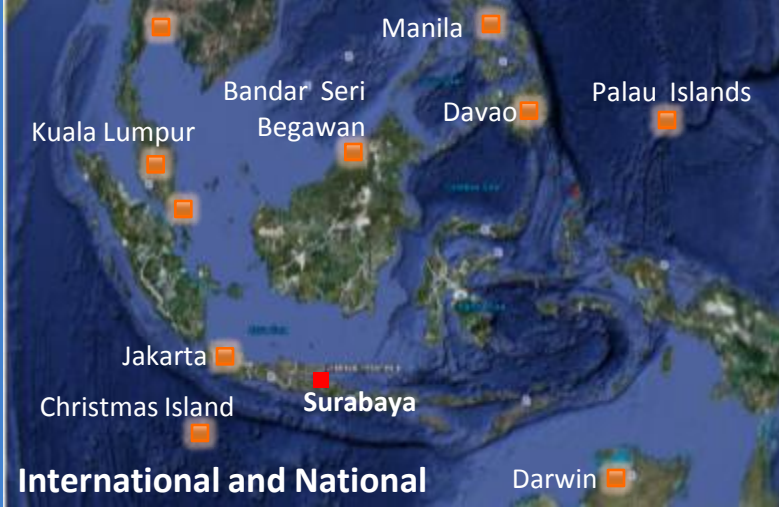 Manila
Bandar Seri
Begawan
Davao
Palau Islands
Kuala Lumpur
Jakarta
Surabaya
Christmas Island
International and National
Darwin